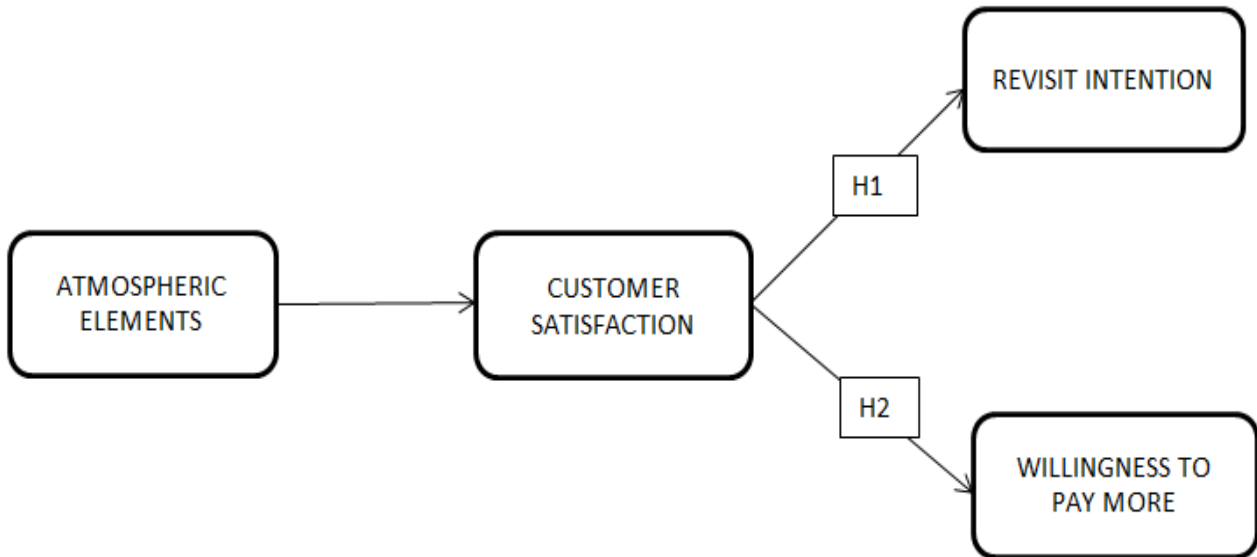 REVISIT INTENTION
H1
ATMOSPHERIC
ELEMENTS
CUSTOMER
SATISFACTION
H2
WILLINGNESS TO
PAY MORE